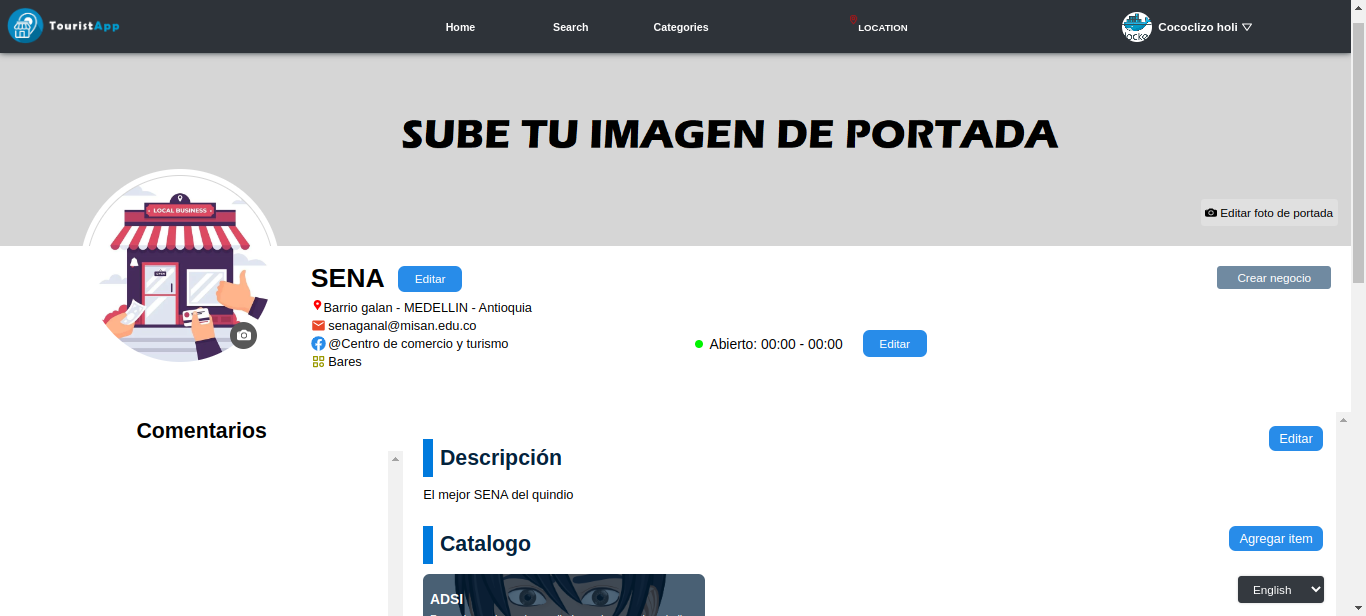 TouristApp
Home
Search
Categories
LOCATION
Cococlizo holi
SUBE TU IMAGEN DE PORTADA
LOCAL BUSINESS
OPEN
Editar foto de portada
SENA
Editar
Crear negocio
Barrio galan - MEDELLIN - Antioquia
senaganal@misan.edu.co
@Centro de comercio y turismo
Abierto: 00:00 - 00:00
Editar
Bares
Comentarios
Editar
Descripción
El mejor SENA del quindio
Catalogo
Agregar item
English
ADSI